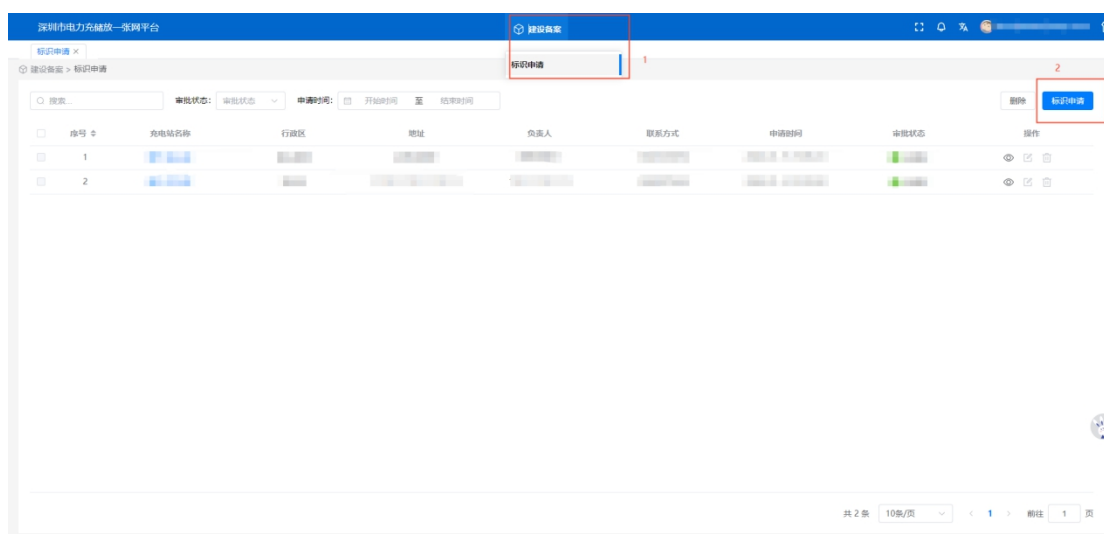 深圳市电力充储放一张网平台
建设备案
标识申请 ×
建设备案 > 标识申请
标识申请
1
2
搜索...
审批状态: 审批状态
申请时间: 开始时间 至 结束时间
删除
标识申请
序号 充电站名称 行政区 地址 负责人 联系方式 申请时间 审批状态 操作
1
2
共 2 条 10条/页 < 1 > 前往 1 页